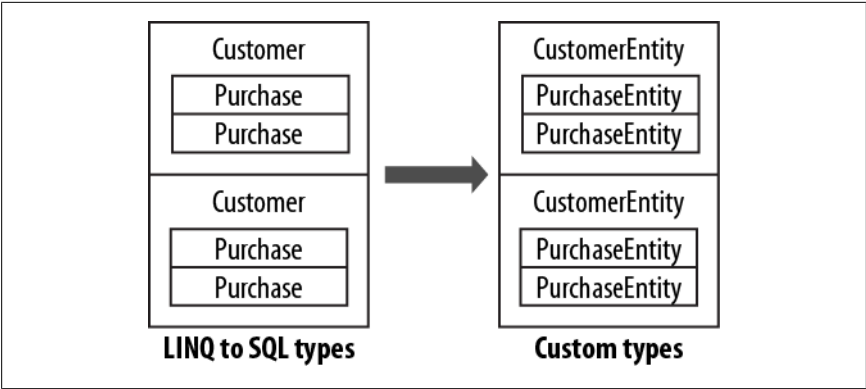 Customer
Purchase
Purchase
Customer
Purchase
Purchase
LINQ to SQL types
CustomerEntity
PurchaseEntity
PurchaseEntity
CustomerEntity
PurchaseEntity
PurchaseEntity
Custom types